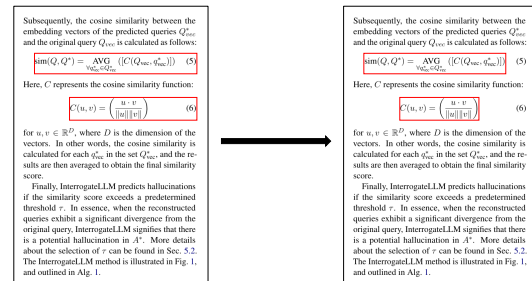 Subsequently, the cosine similarity between the
embedding vectors of the predicted queries Q*vec
and the original query Qvec is calculated as follows:
sim(Q, Q*) = AVG ([C(Qvec, q*vec)]) (5)
∀q*vec∈Q*vec
Here, C represents the cosine similarity function:
C(u, v) = (u · v / ‖u‖‖v‖) (6)
for u, v ∈ ℝ^D, where D is the dimension of the
vectors. In other words, the cosine similarity is
calculated for each q*vec in the set Q*vec, and the re-
sults are then averaged to obtain the final similarity
score.
Finally, InterrogateLLM predicts hallucinations
if the similarity score exceeds a predetermined
threshold τ. In essence, when the reconstructed
queries exhibit a significant divergence from the
original query, InterrogateLLM signifies that there
is a potential hallucination in A*. More details
about the selection of τ can be found in Sec. 5.2.
The InterrogateLLM method is illustrated in Fig. 1,
and outlined in Alg. 1.
Subsequently, the cosine similarity between the
embedding vectors of the predicted queries Q*vec
and the original query Qvec is calculated as follows:
sim(Q, Q*) = AVG ([C(Qvec, q*vec)]) (5)
∀q*vec∈Q*vec
Here, C represents the cosine similarity function:
C(u, v) = (u · v / ‖u‖‖v‖) (6)
for u, v ∈ ℝ^D, where D is the dimension of the
vectors. In other words, the cosine similarity is
calculated for each q*vec in the set Q*vec, and the re-
sults are then averaged to obtain the final similarity
score.
Finally, InterrogateLLM predicts hallucinations
if the similarity score exceeds a predetermined
threshold τ. In essence, when the reconstructed
queries exhibit a significant divergence from the
original query, InterrogateLLM signifies that there
is a potential hallucination in A*. More details
about the selection of τ can be found in Sec. 5.2.
The InterrogateLLM method is illustrated in Fig. 1,
and outlined in Alg. 1.